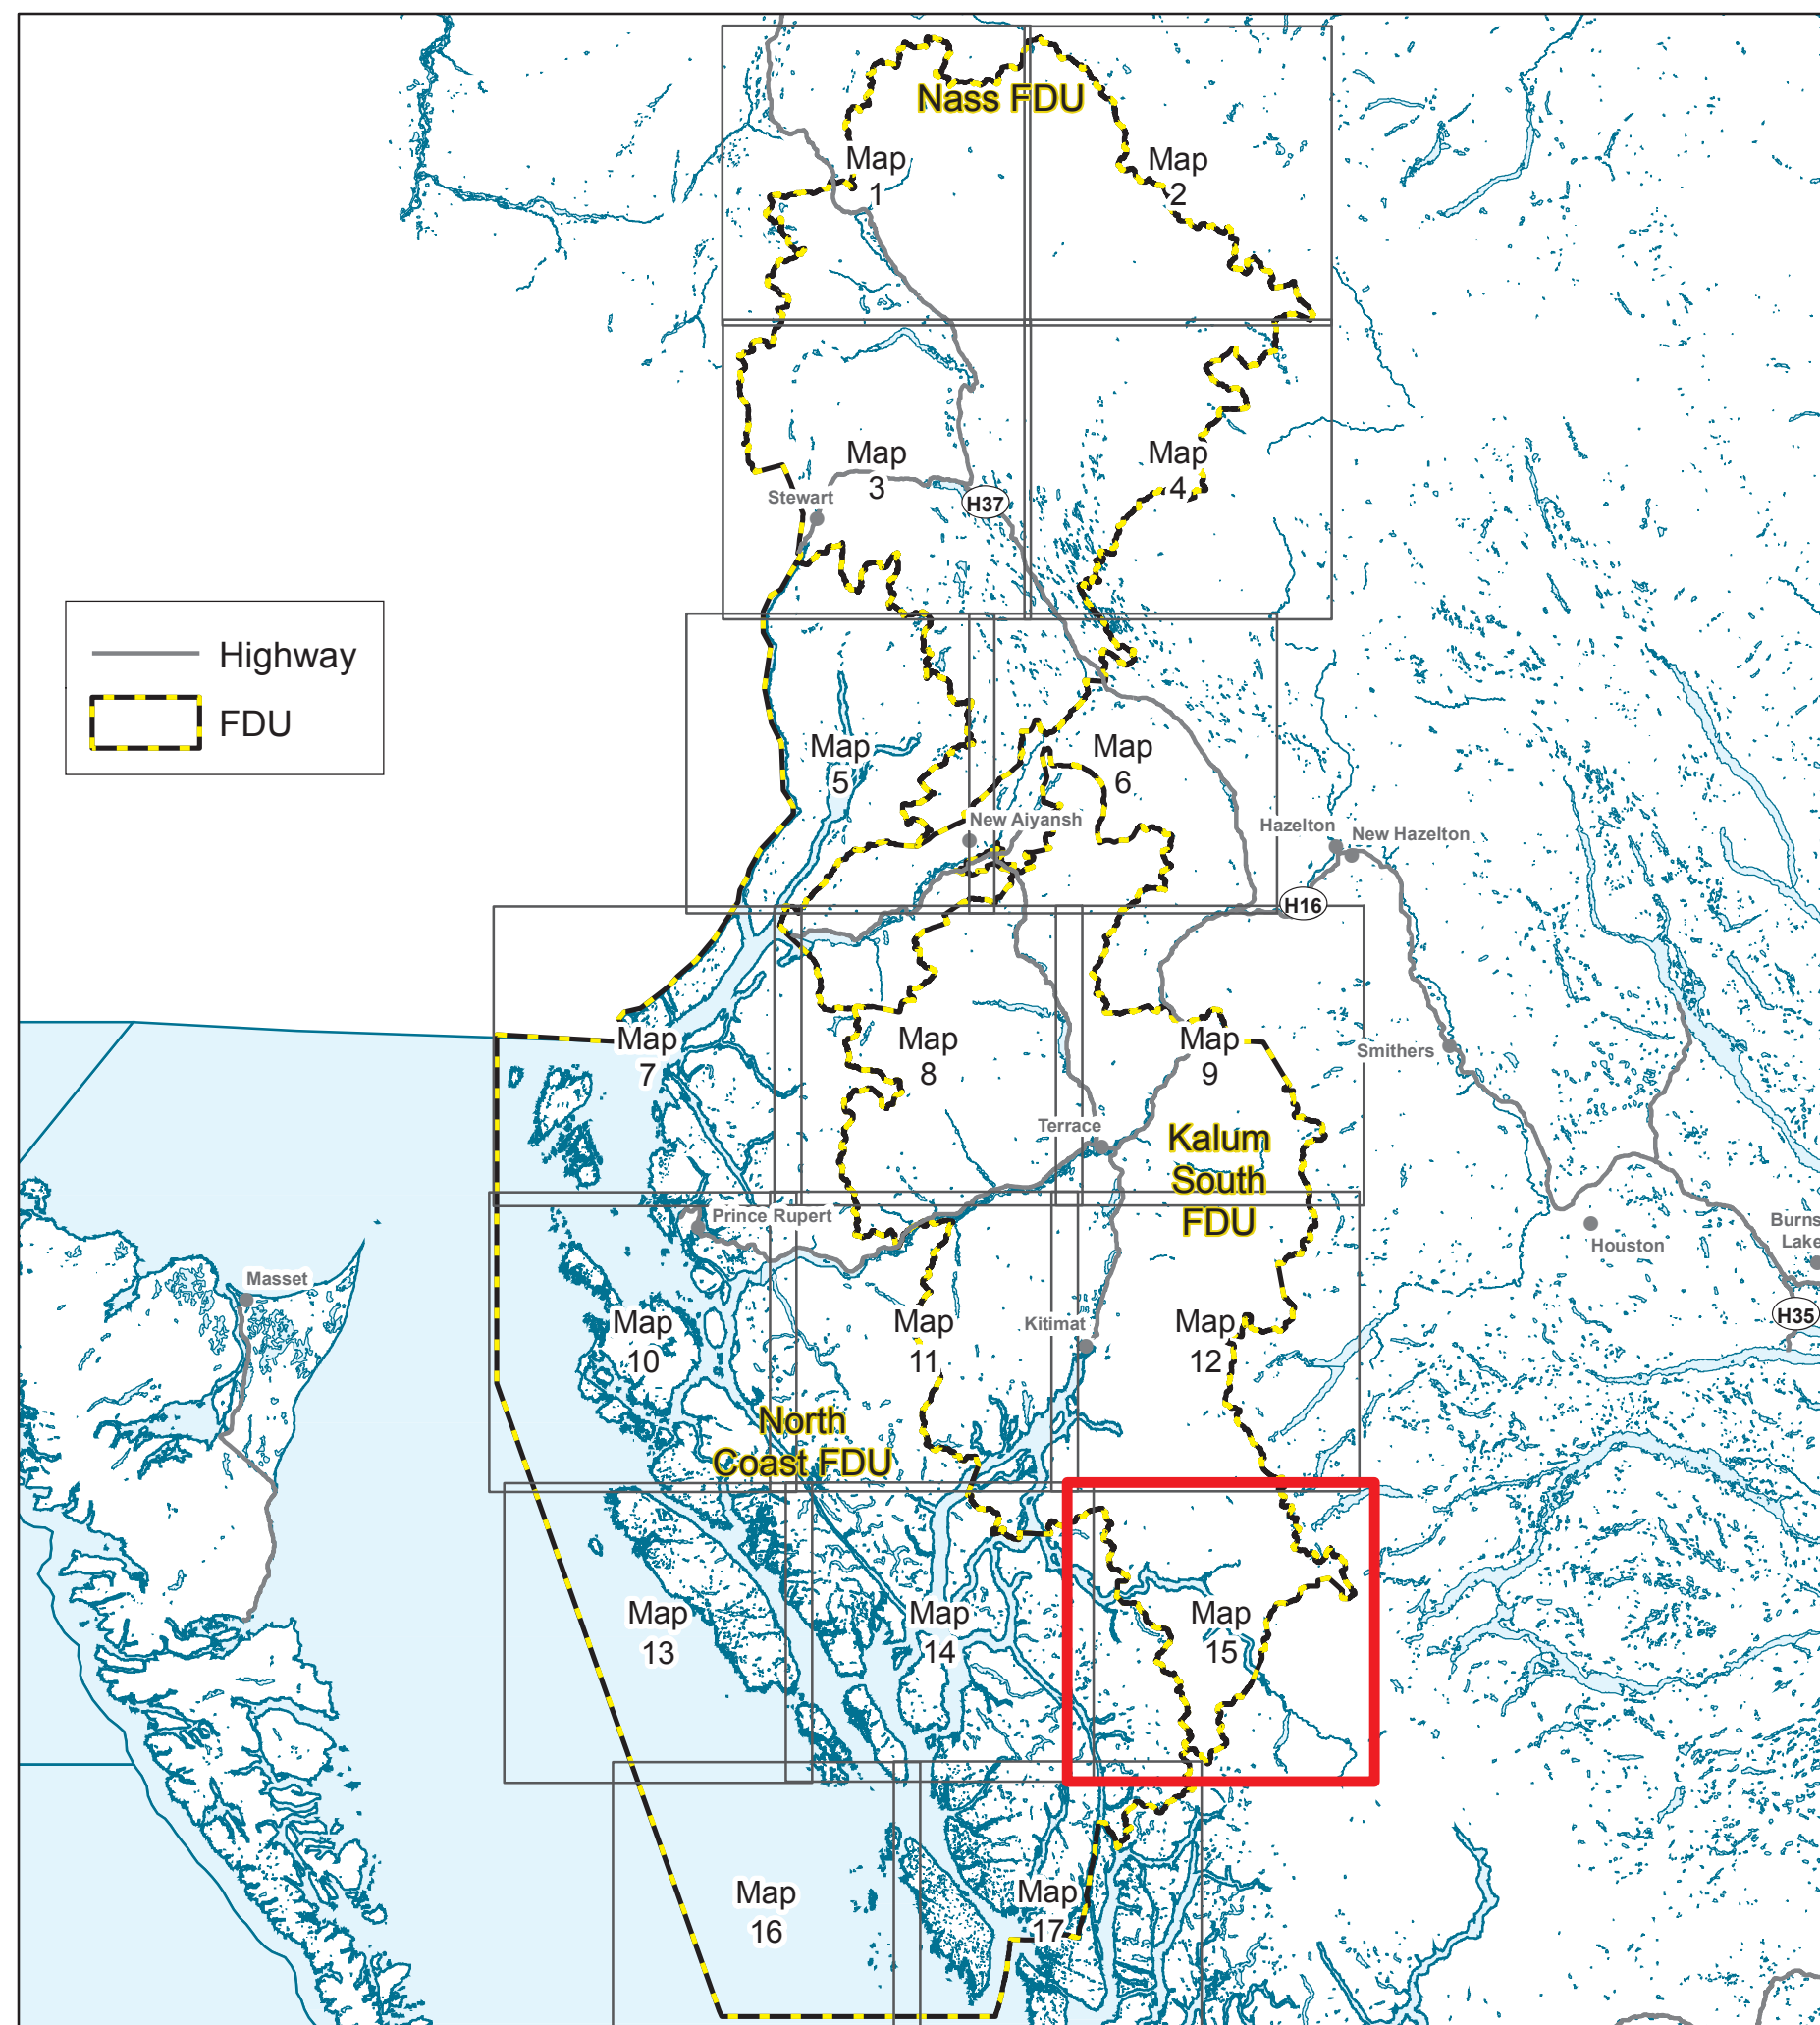 Nass FDU
Map
1
Map
2
Map
3
Map
4
Stewart
H37
Highway
FDU
Map
5
Map
6
New Aiyansh
Hazelton
New Hazelton
H16
Map
7
Map
8
Map
9
Smithers
Terrace
Kalum
South
FDU
Prince Rupert
Houston
Burns
Lake
Masset
H35
Map
10
Map
11
Kitimat
Map
12
North
Coast FDU
Map
13
Map
14
Map
15
Map
16
Map
17